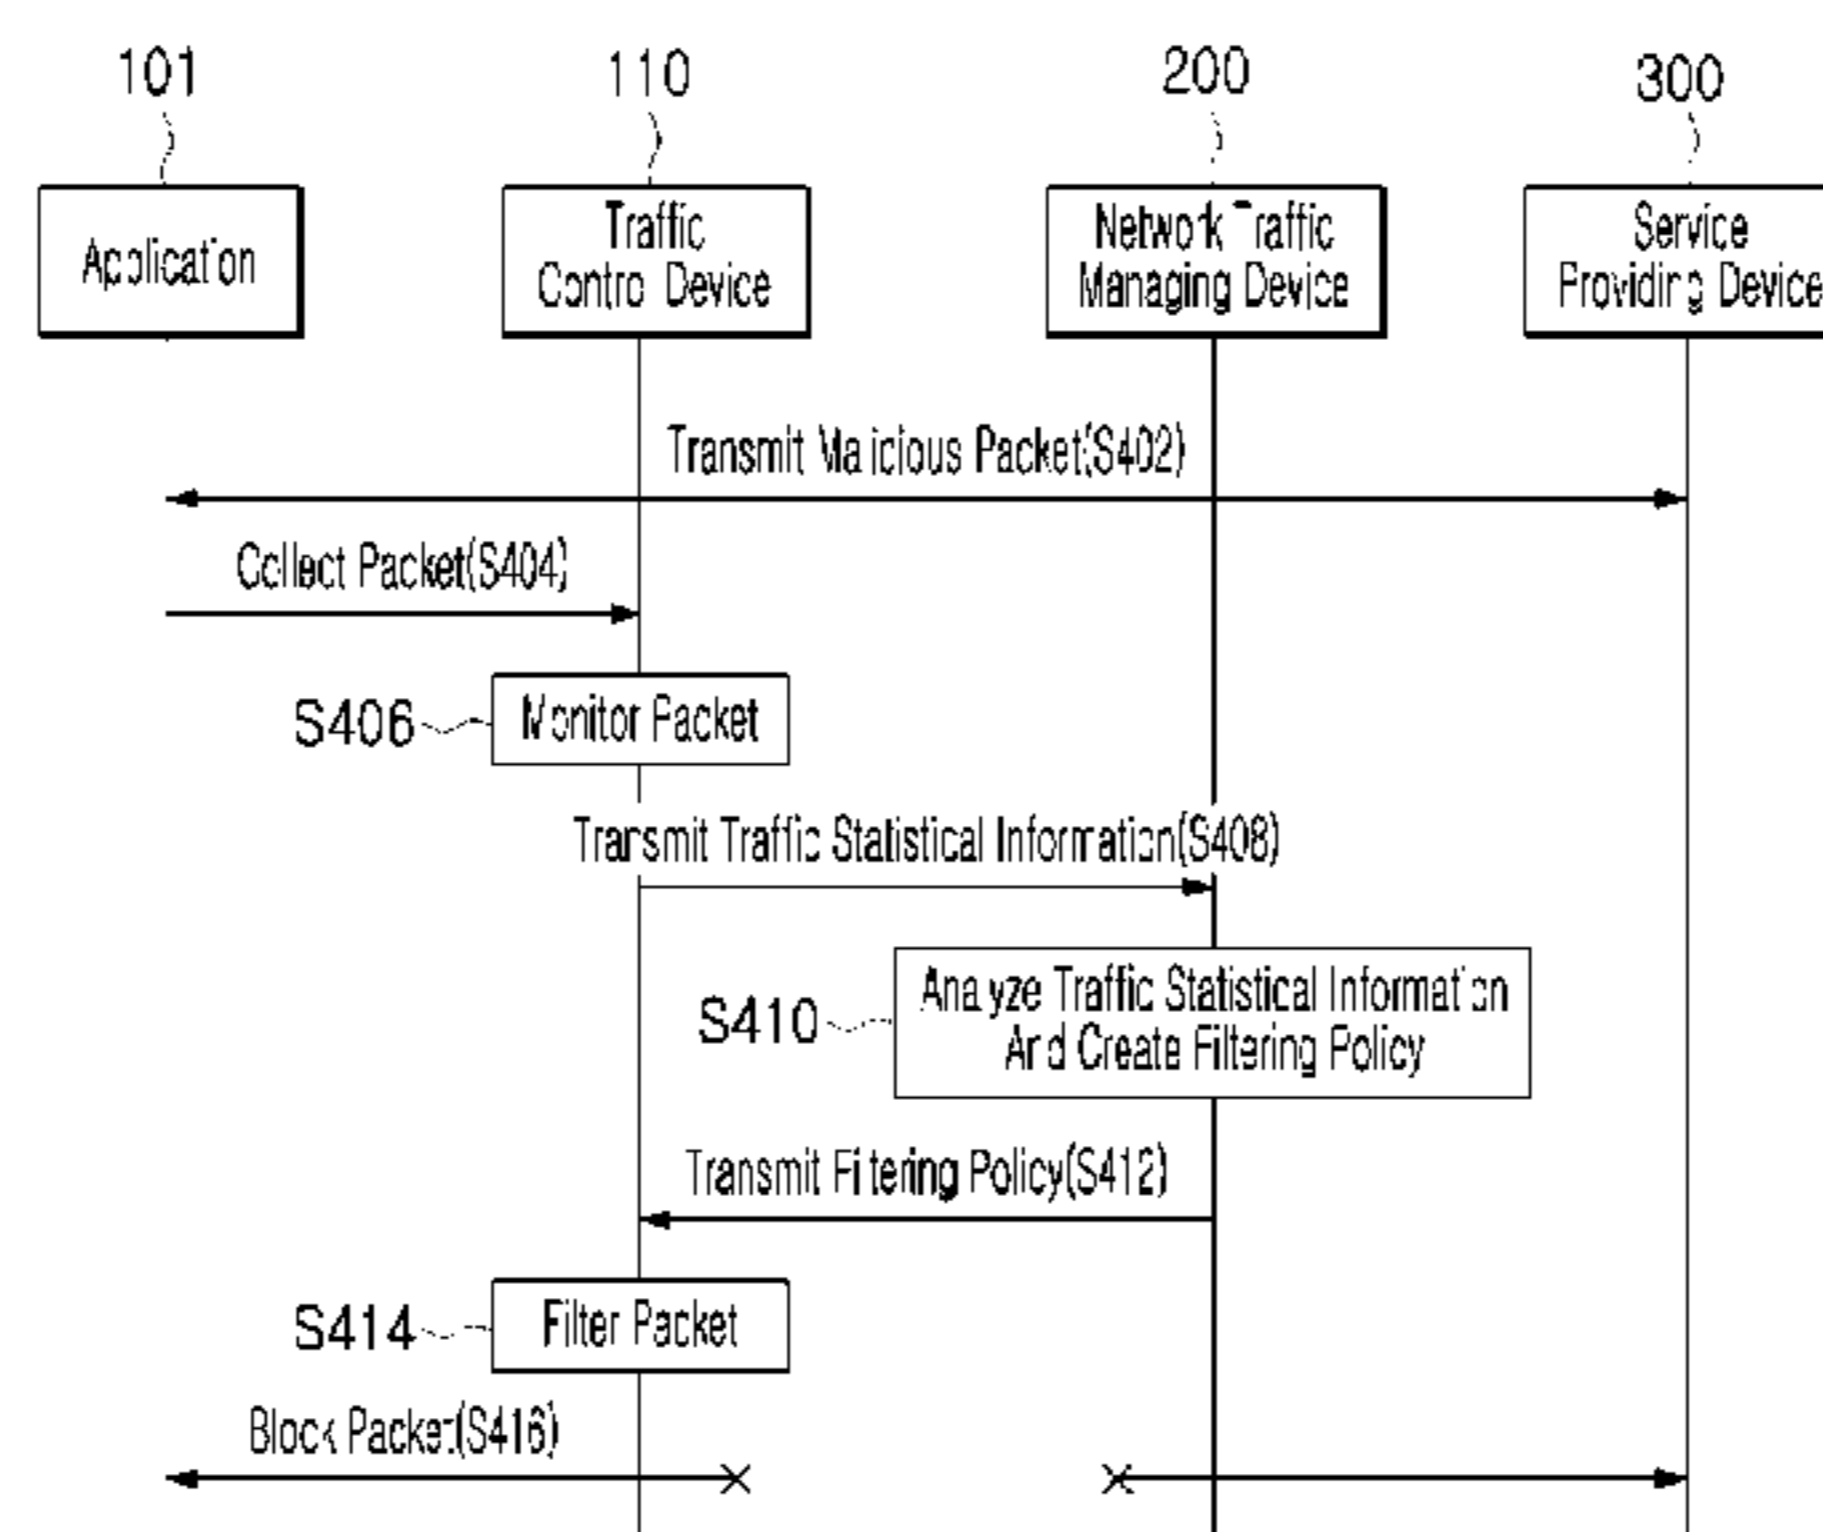 101
110
200
300
Application
Traffic
Control Device
Network Traffic
Managing Device
Service
Providing Device
Transmit Malicious Packet(S402)
Collect Packet(S404)
S406
Monitor Packet
Transmit Traffic Statistical Information(S408)
S410
Analyze Traffic Statistical Information
And Create Filtering Policy
Transmit Filtering Policy(S412)
S414
Filter Packet
Block Packet(S416)